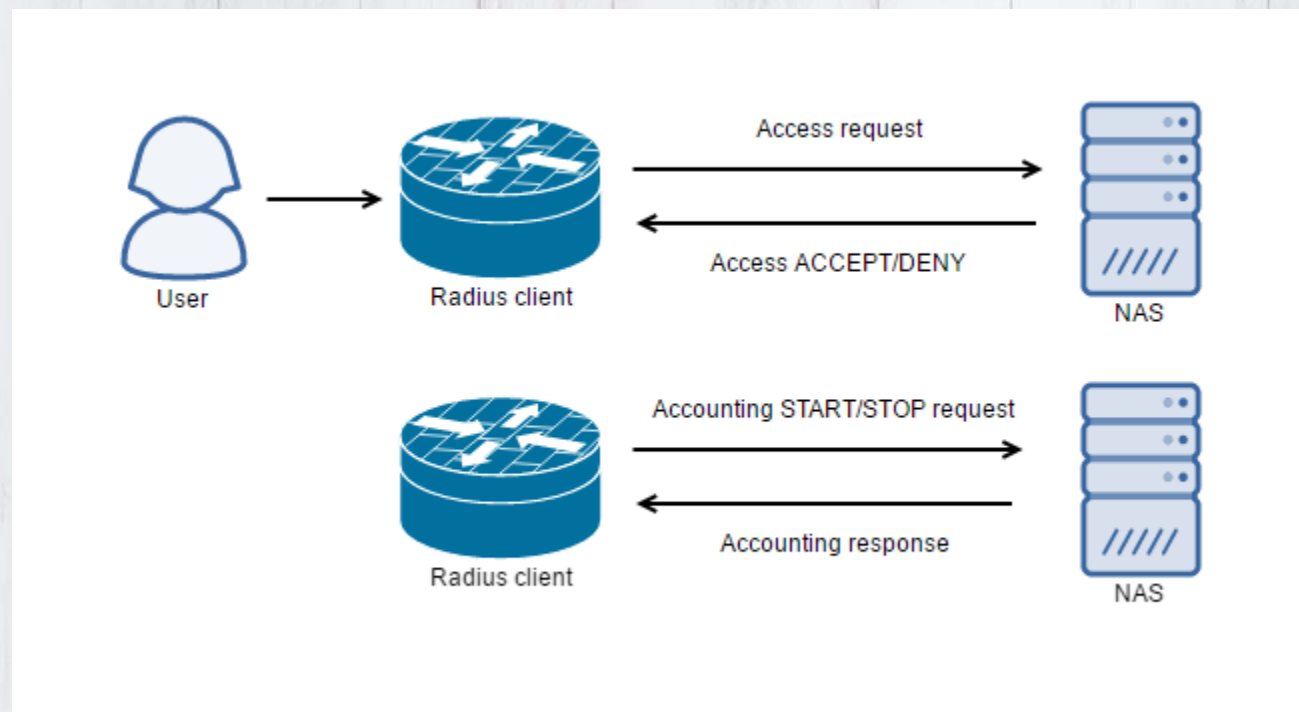 Access request
Access ACCEPT/DENY
User
Radius client
NAS
Accounting START/STOP request
Accounting response
Radius client
NAS